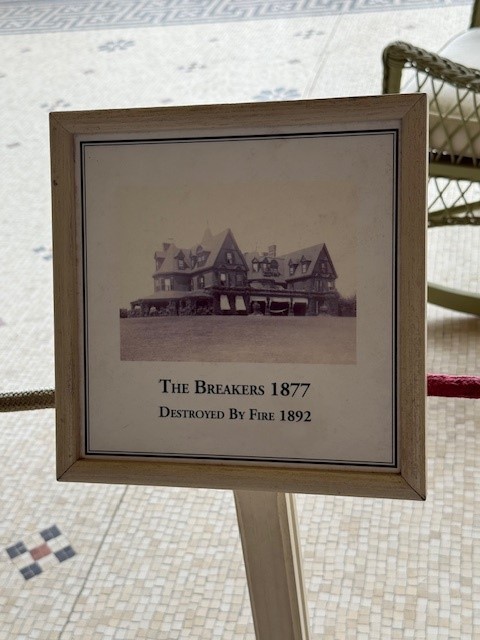 The Breakers 1877
Destroyed By Fire 1892